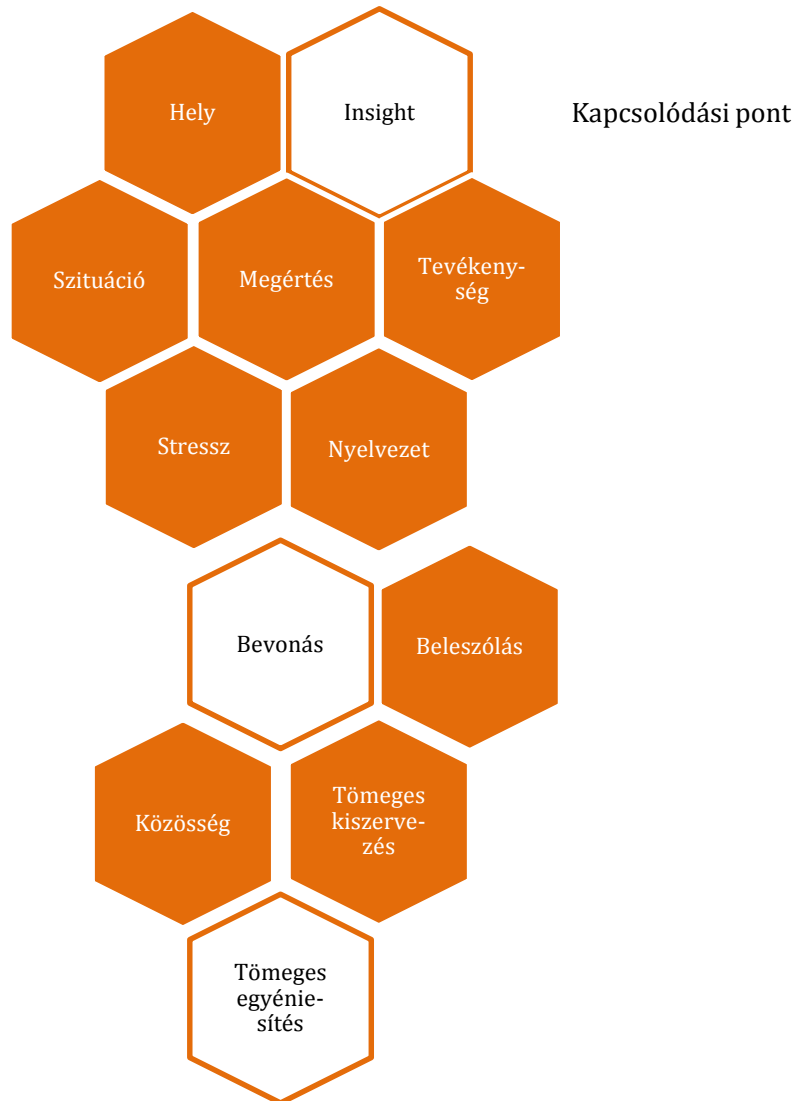 Hely
Insight
Kapcsolódási pont
Szituáció
Megértés
Tevékeny-
ség
Stressz
Nyelvezet
Bevonás
Beleszólás
Közösség
Tömeges
kiszerve-
zés
Tömeges
egyénie-
sítés